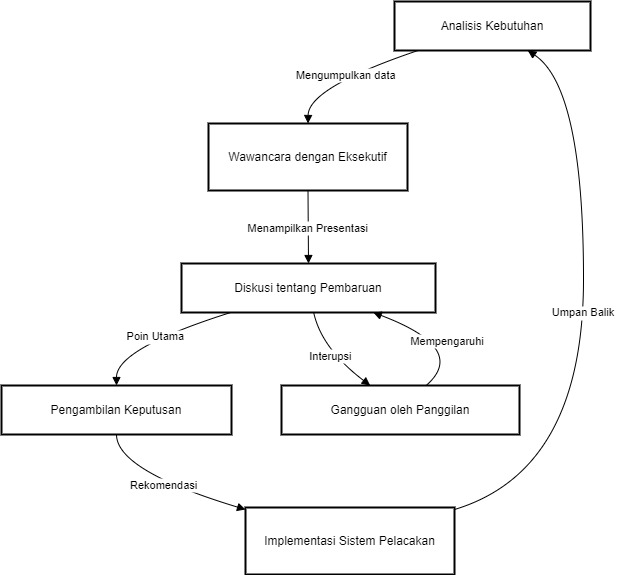 Analisis Kebutuhan
Mengumpulkan data
Wawancara dengan Eksekutif
Menampilkan Presentasi
Diskusi tentang Pembaruan
Umpan Balik
Poin Utama
Interupsi
Mempengaruhi
Pengambilan Keputusan
Gangguan oleh Panggilan
Rekomendasi
Implementasi Sistem Pelacakan